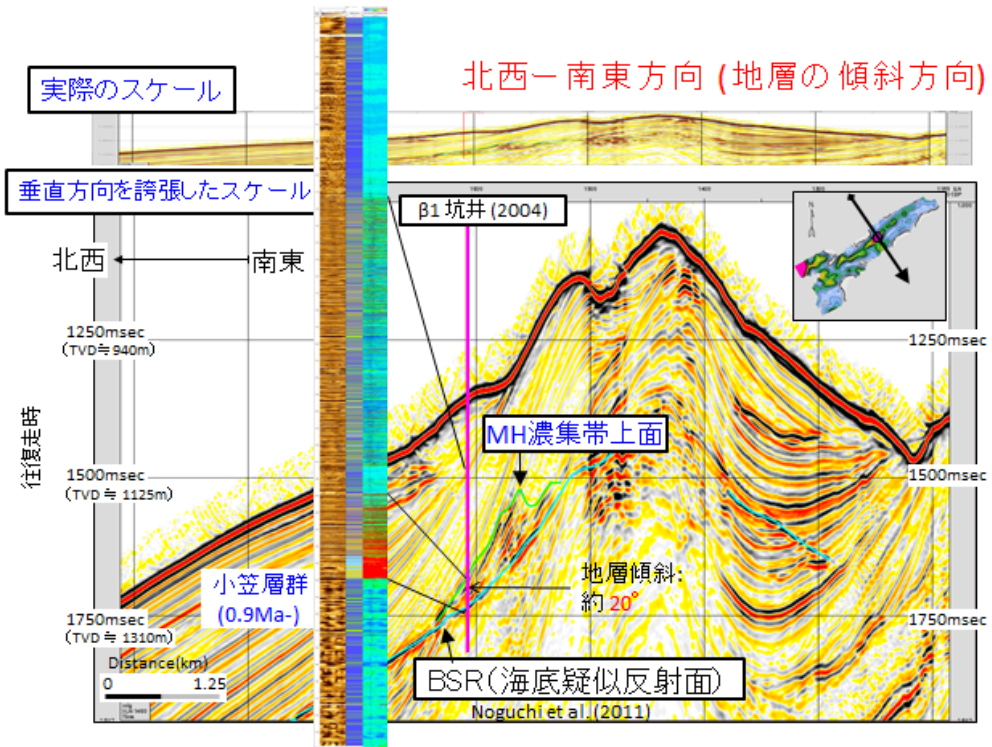 実際のスケール
北西－南東方向 (地層の傾斜方向)
垂直方向を誇張したスケール
β1 坑井 (2004)
N
北西
南東
1250msec
(TVD≒940m)
1250msec
往復走時
MH濃集帯上面
1500msec
(TVD ≒ 1125m)
1500msec
小笠層群
(0.9Ma-)
地層傾斜:
約 20°
1750msec
(TVD ≒ 1310m)
1750msec
Distance(km)
0 1.25
BSR(海底疑似反射面)
Noguchi et al. (2011)